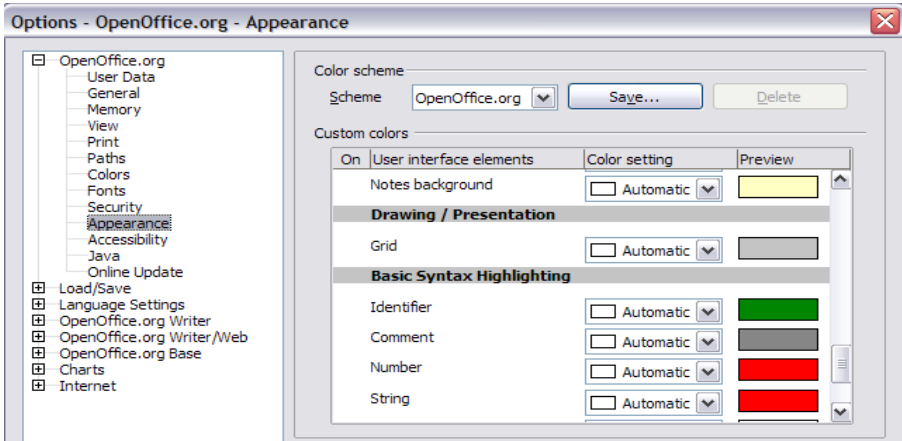 Options - OpenOffice.org - Appearance
OpenOffice.org
User Data
General
Memory
View
Print
Paths
Colors
Fonts
Security
Appearance
Accessibility
Java
Online Update
Load/Save
Language Settings
OpenOffice.org Writer
OpenOffice.org Writer/Web
OpenOffice.org Base
Charts
Internet
Color scheme
Scheme OpenOffice.org Save... Delete
Custom colors
On User interface elements Color setting Preview
Notes background Automatic
Drawing / Presentation
Grid Automatic
Basic Syntax Highlighting
Identifier Automatic
Comment Automatic
Number Automatic
String Automatic